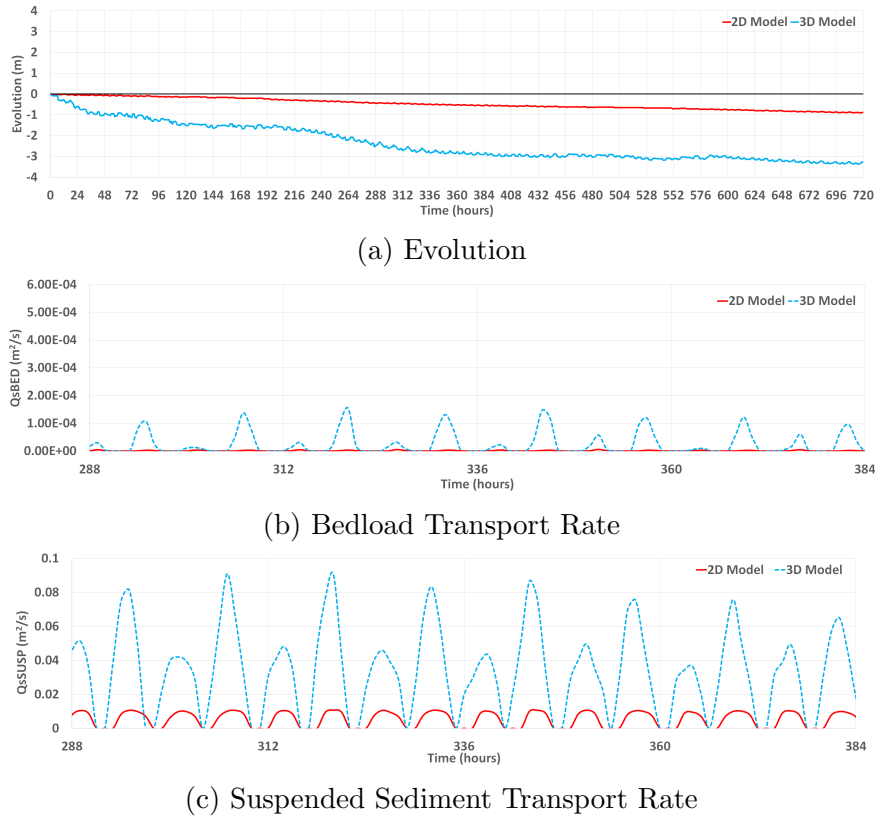 4
3
2
1
0
-1
-2
-3
-4
Evolution (m)
2D Model 3D Model
0 24 48 72 96 120 144 168 192 216 240 264 288 312 336 360 384 408 432 456 480 504 528 552 576 600 624 648 672 696 720
Time (hours)
(a) Evolution
6.00E-04
5.00E-04
4.00E-04
3.00E-04
2.00E-04
1.00E-04
0.00E+00
QsBED (m²/s)
2D Model 3D Model
288 312 336 360 384
Time (hours)
(b) Bedload Transport Rate
0.1
0.08
0.06
0.04
0.02
0
QsSUSP (m²/s)
2D Model 3D Model
288 312 336 360 384
Time (hours)
(c) Suspended Sediment Transport Rate